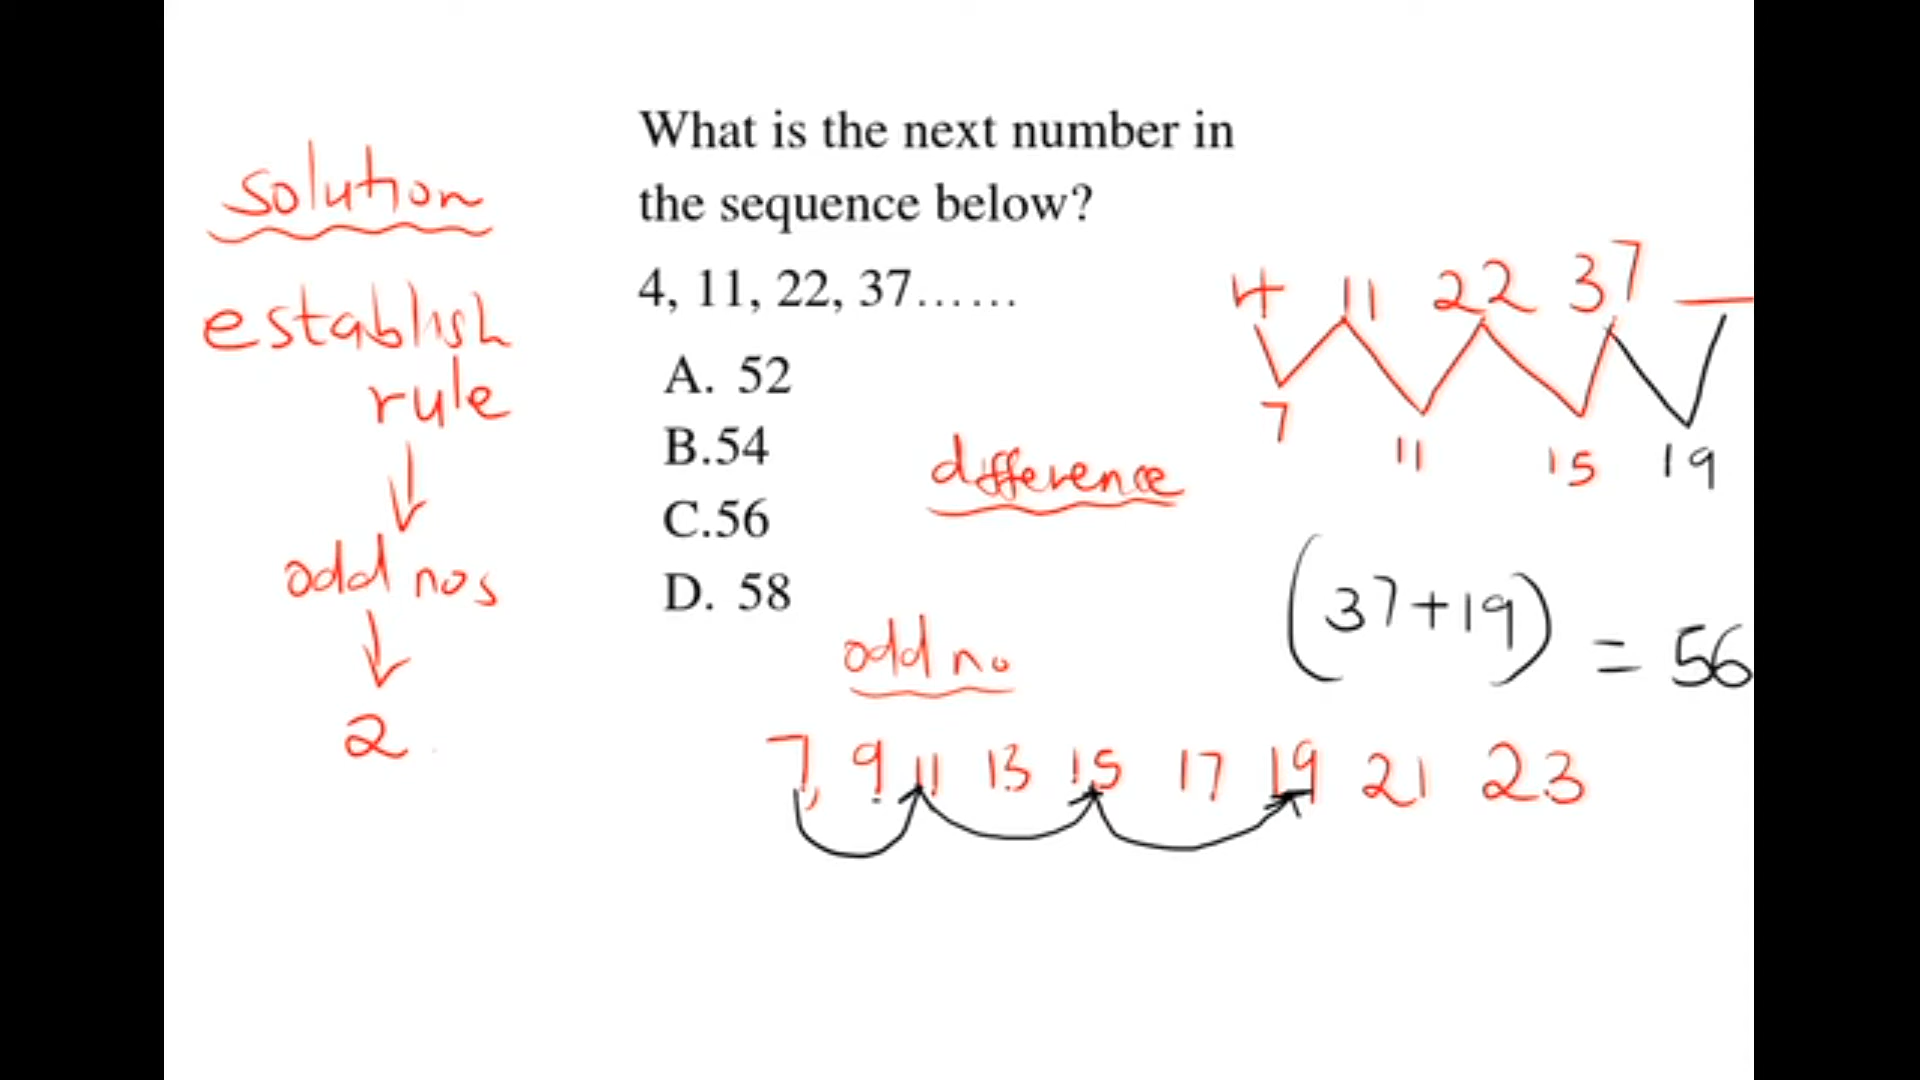 What is the next number in
the sequence below?
4, 11, 22, 37......
A. 52
B.54
C.56
D. 58
solution
establish
rule
odd nos
2
difference
4 11 22 37
7 11 15 19
(37+19) = 56
odd no
7, 9 11 13 15 17 19 21 23